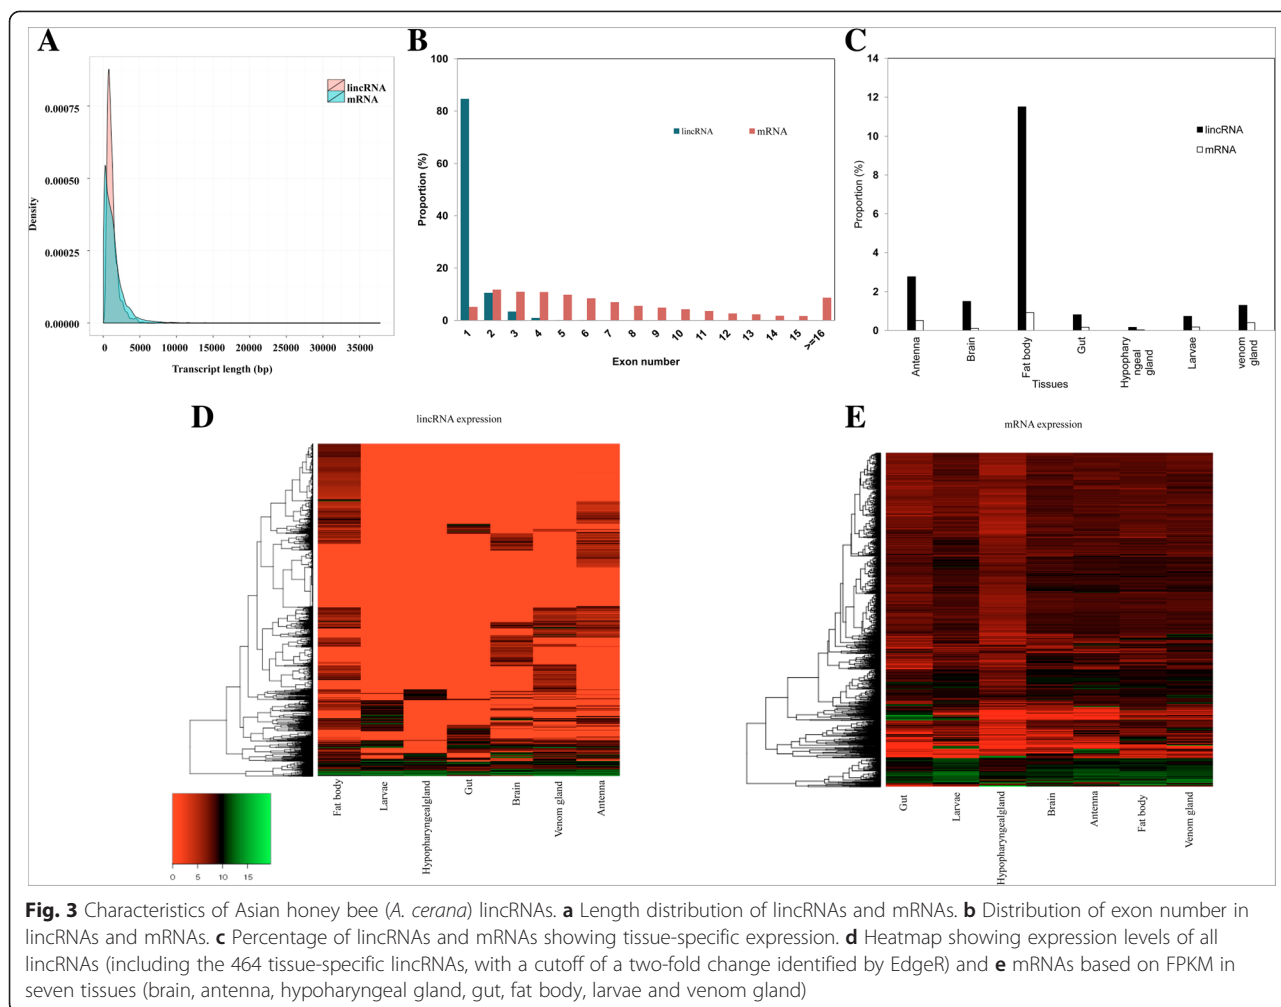 A
lincRNA
mRNA
0.00075
0.00050
0.00025
0.00000
Density
0 5000 10000 15000 20000 25000 30000 35000
Transcript length (bp)
B
100
80
60
40
20
0
Proportion (%)
lincRNA mRNA
1 2 3 4 5 6 7 8 9 10 11 12 13 14 15 >=16
Exon number
C
14
12
10
8
6
4
2
0
Proportion (%)
lincRNA
mRNA
Antenna
Brain
Fat body
Gut
Hypophary
ngeal
gland
Larvae
venom
gland
Tissues
D
lincRNA expression
Fat body
Larvae
Hypopharyngealgland
Gut
Brain
Venom gland
Antenna
0 5 10 15
E
mRNA expression
Gut
Larvae
Hypopharyngealgland
Brain
Antenna
Fat body
Venom gland
Fig. 3 Characteristics of Asian honey bee (A. cerana) lincRNAs. a Length distribution of lincRNAs and mRNAs. b Distribution of exon number in
lincRNAs and mRNAs. c Percentage of lincRNAs and mRNAs showing tissue-specific expression. d Heatmap showing expression levels of all
lincRNAs (including the 464 tissue-specific lincRNAs, with a cutoff of a two-fold change identified by EdgeR) and e mRNAs based on FPKM in
seven tissues (brain, antenna, hypoharyngeal gland, gut, fat body, larvae and venom gland)